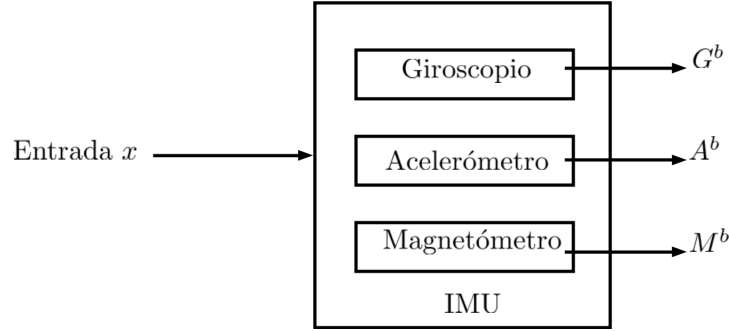 Giroscopio
G^b
Entrada x
Acelerómetro
A^b
Magnetómetro
M^b
IMU